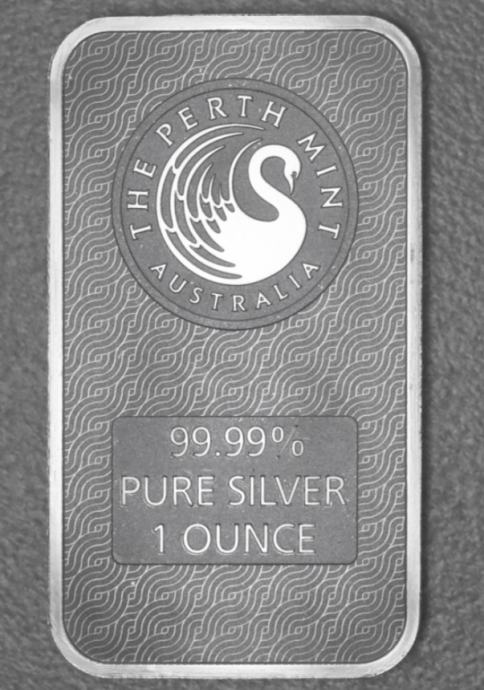 THE PERTH MINT
AUSTRALIA
99.99%
PURE SILVER
1 OUNCE